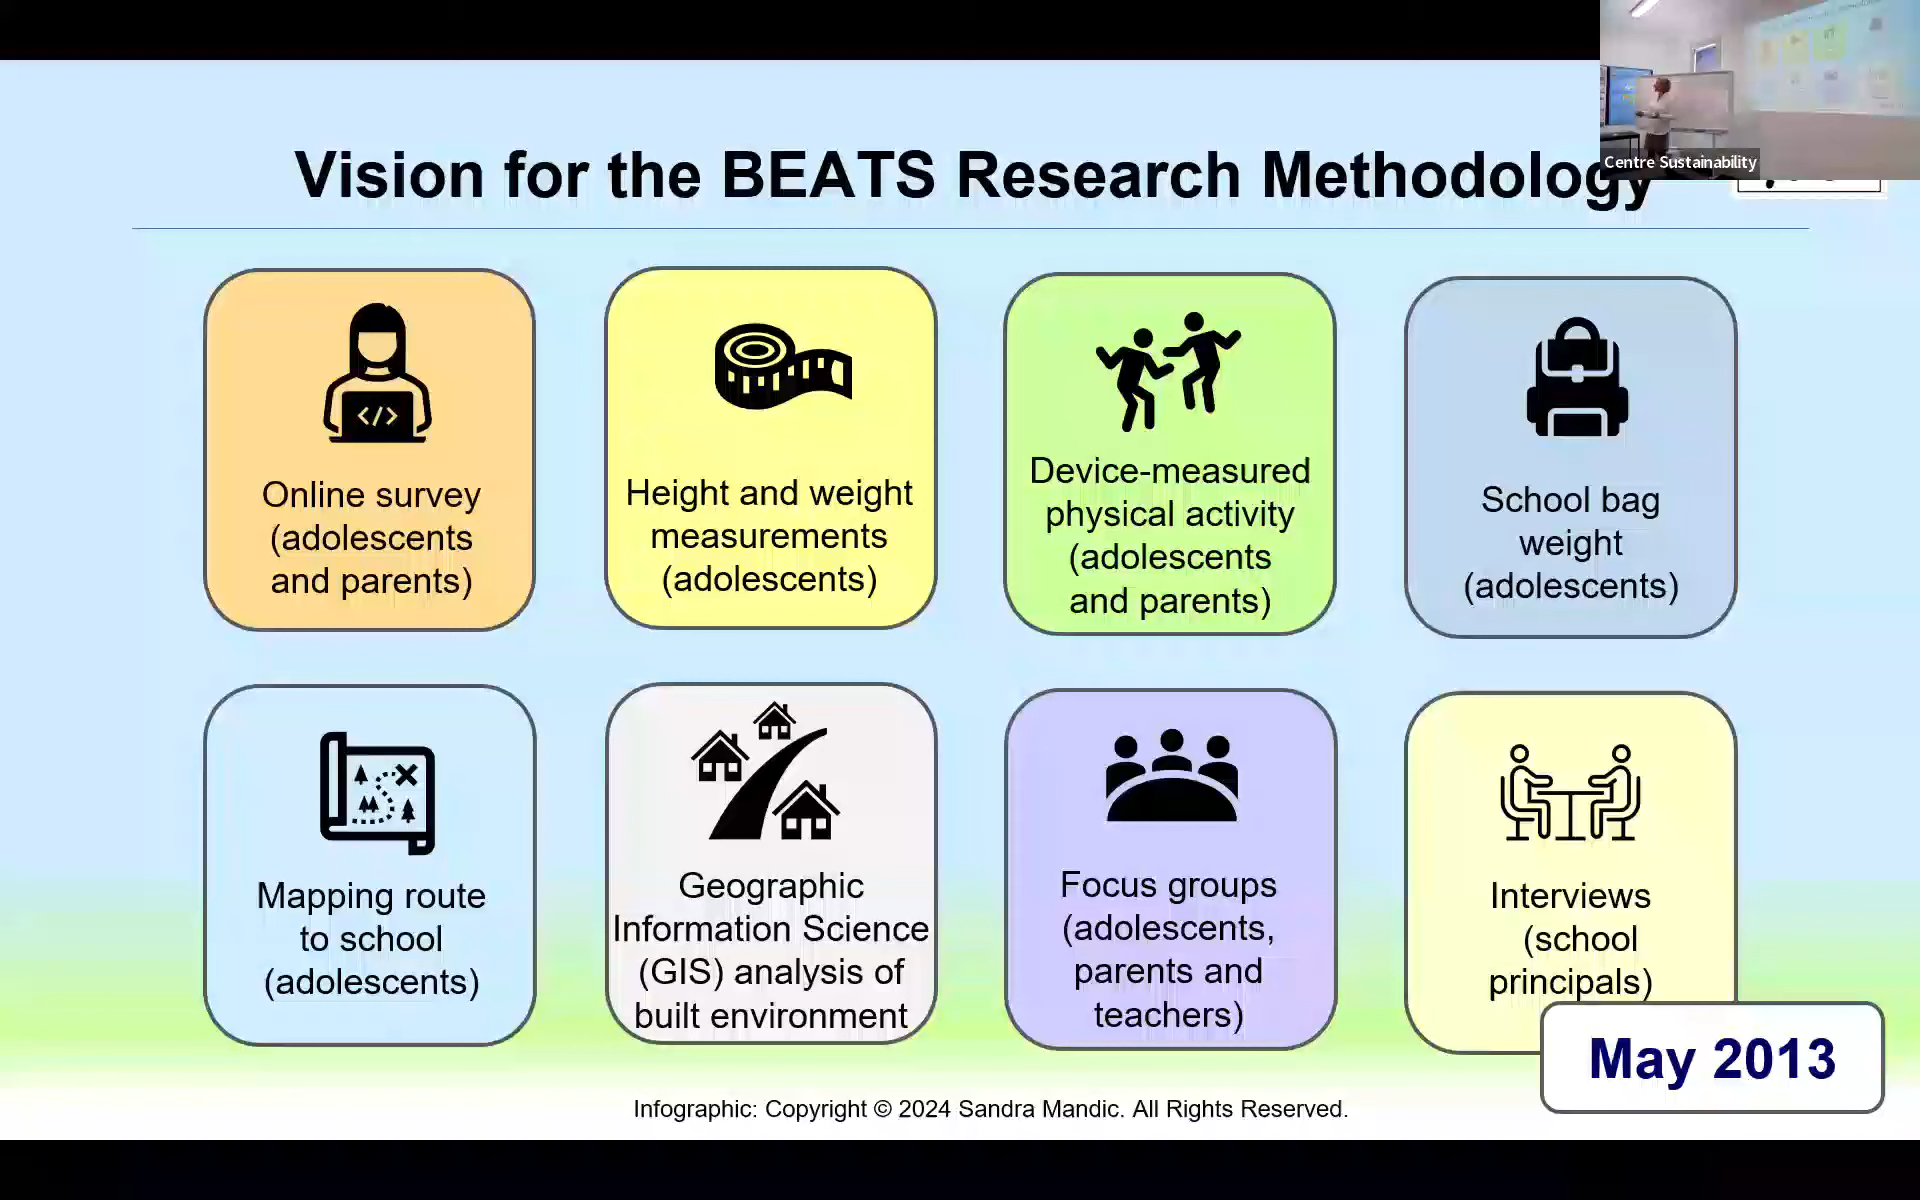 Centre Sustainability
Vision for the BEATS Research Methodology
Online survey
(adolescents
and parents)
Height and weight
measurements
(adolescents)
Device-measured
physical activity
(adolescents
and parents)
School bag
weight
(adolescents)
Mapping route
to school
(adolescents)
Geographic
Information Science
(GIS) analysis of
built environment
Focus groups
(adolescents,
parents and
teachers)
Interviews
(school
principals)
May 2013
Infographic: Copyright © 2024 Sandra Mandic. All Rights Reserved.